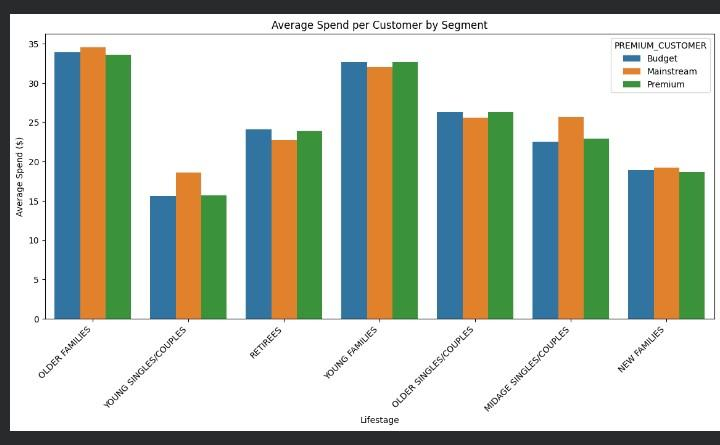 Average Spend per Customer by Segment
PREMIUM_CUSTOMER
Budget
Mainstream
Premium
Average Spend ($)
35
30
25
20
15
10
5
0
OLDER FAMILIES
YOUNG SINGLES/COUPLES
RETIREES
YOUNG FAMILIES
OLDER SINGLES/COUPLES
MIDAGE SINGLES/COUPLES
NEW FAMILIES
Lifestage